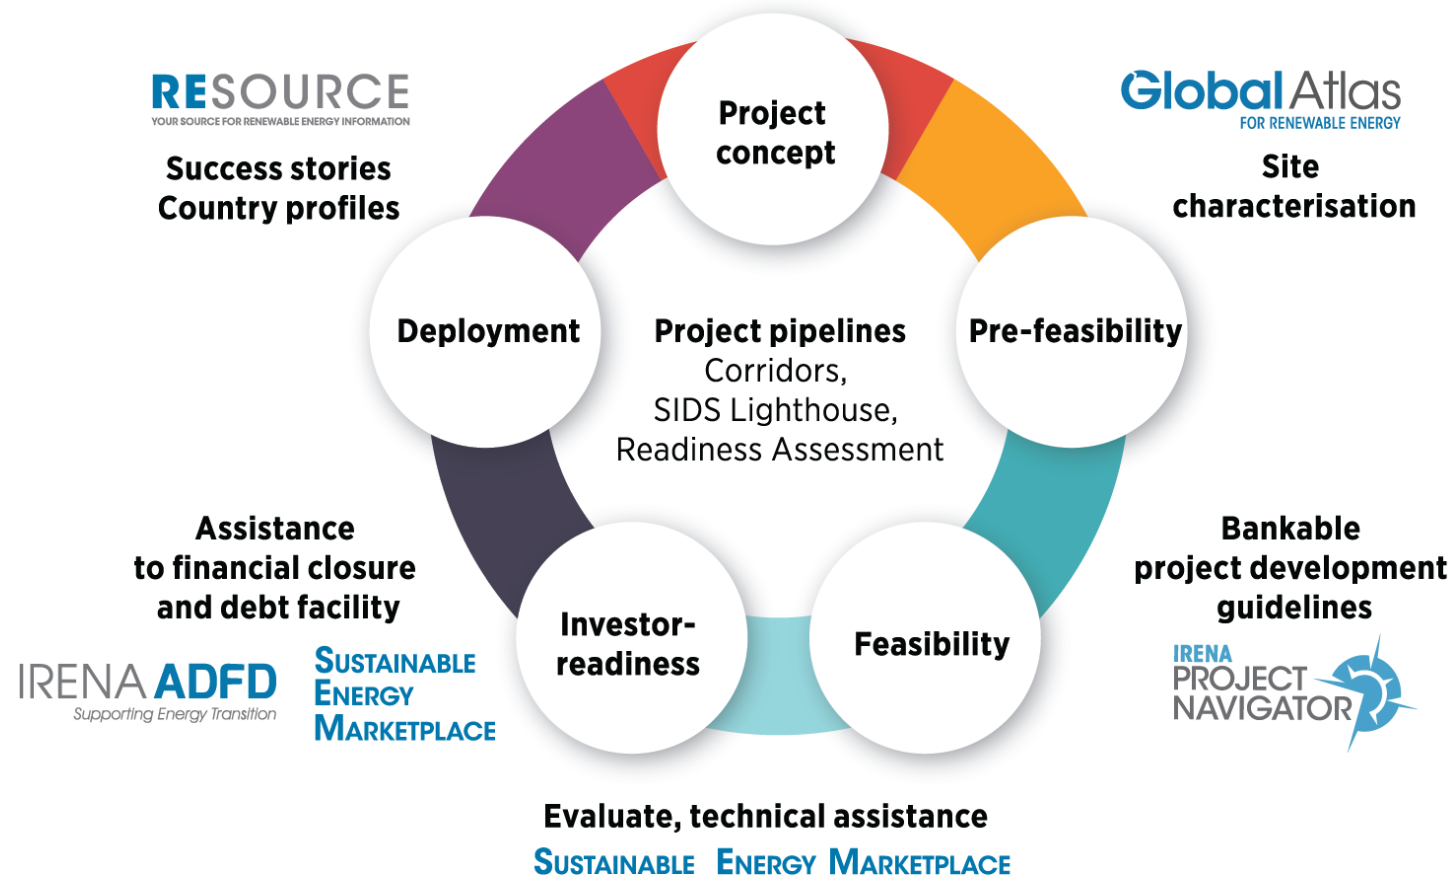 RESOURCE
YOUR SOURCE FOR RENEWABLE ENERGY INFORMATION
Success stories
Country profiles
Project
concept
Global Atlas
FOR RENEWABLE ENERGY
Site
characterisation
Deployment
Project pipelines
Corridors,
SIDS Lighthouse,
Readiness Assessment
Pre-feasibility
Assistance
to financial closure
and debt facility
IRENA ADFD
Supporting Energy Transition
SUSTAINABLE
ENERGY
MARKETPLACE
Investor-
readiness
Feasibility
Bankable
project development
guidelines
IRENA
PROJECT
NAVIGATOR
Evaluate, technical assistance
SUSTAINABLE ENERGY MARKETPLACE